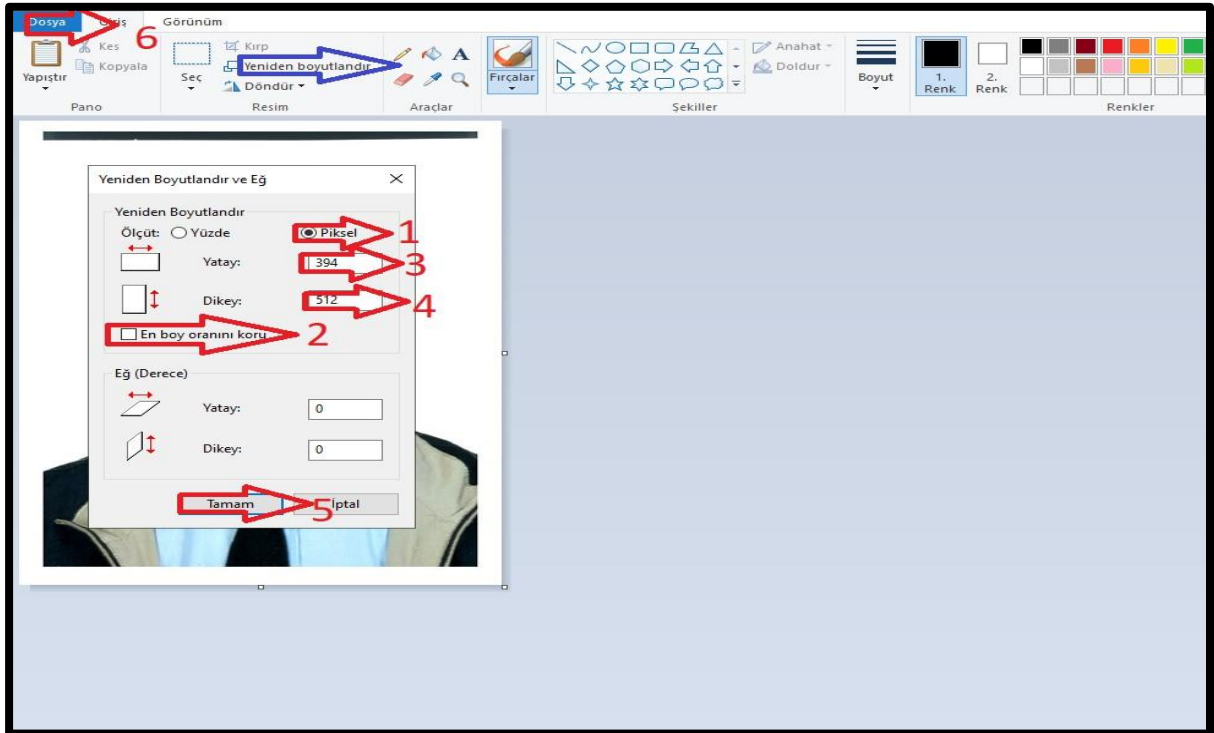 Dosya Giriş Görünüm
6
Kes
Kopyala
Yapıştır
Pano
Seç
Kırp
Yeniden boyutlandır
Döndür
Resim
A
Araçlar
Fırçalar
Anahat
Doldur
Şekiller
Boyut
1.
Renk
2.
Renk
Renkler
Yeniden Boyutlandır ve Eğ
Yeniden Boyutlandır
Ölçüt: Yüzde Piksel 1
Yatay: 394 3
Dikey: 512 4
En boy oranını koru 2
Eğ (Derece)
Yatay: 0
Dikey: 0
Tamam 5 İptal